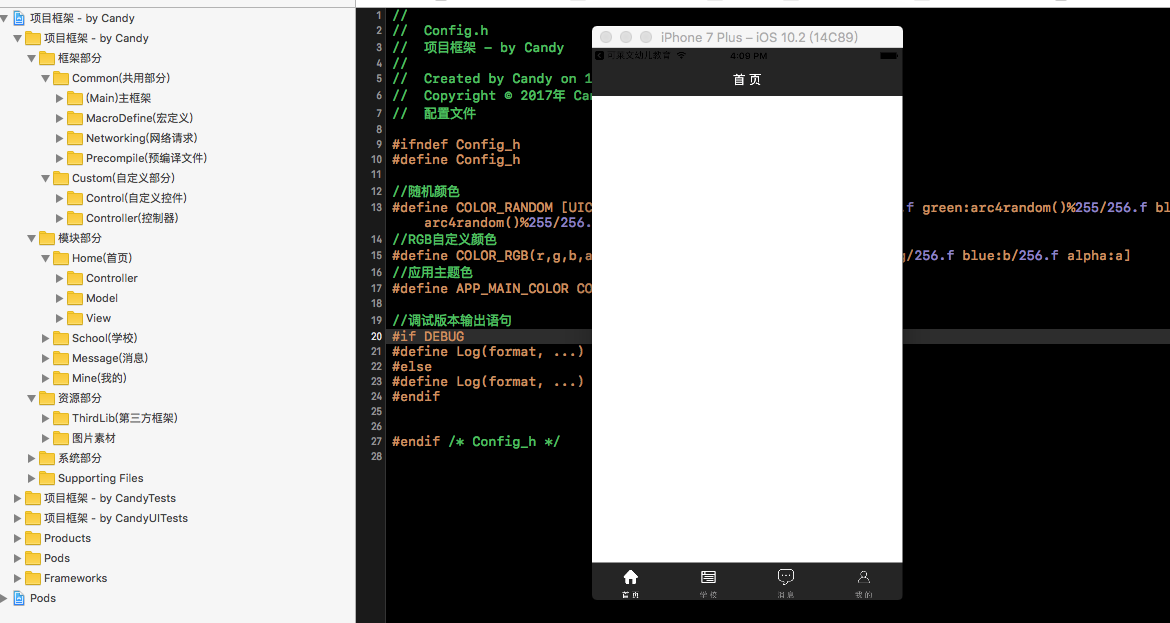 项目框架 - by Candy
项目框架 - by Candy
框架部分
Common(共用部分)
(Main)主框架
MacroDefine(宏定义)
Networking(网络请求)
Precompile(预编译文件)
Custom(自定义部分)
Control(自定义控件)
Controller(控制器)
模块部分
Home(首页)
Controller
Model
View
School(学校)
Message(消息)
Mine(我的)
资源部分
ThirdLib(第三方框架)
图片素材
系统部分
Supporting Files
项目框架 - by CandyTests
项目框架 - by CandyUITests
Products
Pods
Frameworks
Pods
1 //
2 // Config.h
3 // 项目框架 - by Candy
4 //
5 // Created by Candy on 1
6 // Copyright © 2017年 Can
7 // 配置文件
8
9 #ifndef Config_h
10 #define Config_h
11
12 //随机颜色
13 #define COLOR_RANDOM [UIC .f green:arc4random()%255/256.f bl
arc4random()%255/256.
14 //RGB自定义颜色
15 #define COLOR_RGB(r,g,b,a g/256.f blue:b/256.f alpha:a]
16 //应用主题色
17 #define APP_MAIN_COLOR CO
18
19 //调试版本输出语句
20 #if DEBUG
21 #define Log(format, ...)
22 #else
23 #define Log(format, ...)
24 #endif
25
26
27 #endif /* Config_h */
28
iPhone 7 Plus – iOS 10.2 (14C89)
4:09 PM
首页
首页
学校
消息
我的